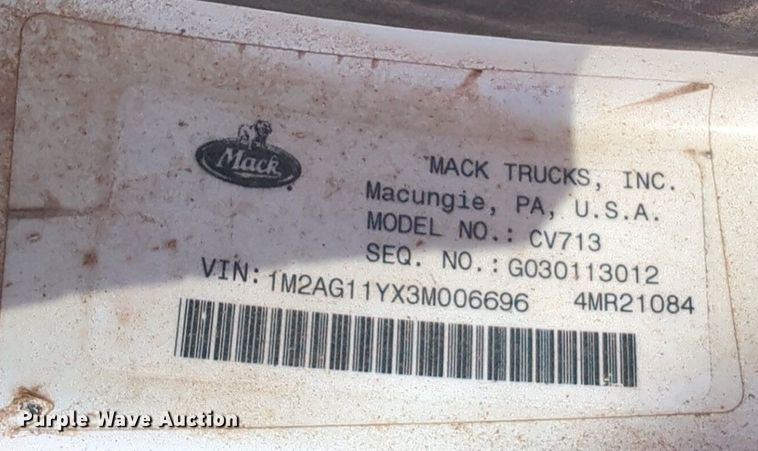 Mack
MACK TRUCKS, INC.
Macungie, PA, U.S.A.
MODEL NO.: CV713
SEQ. NO.: G030113012
VIN: 1M2AG11YX3M006696 4MR21084
Purple Wave Auction